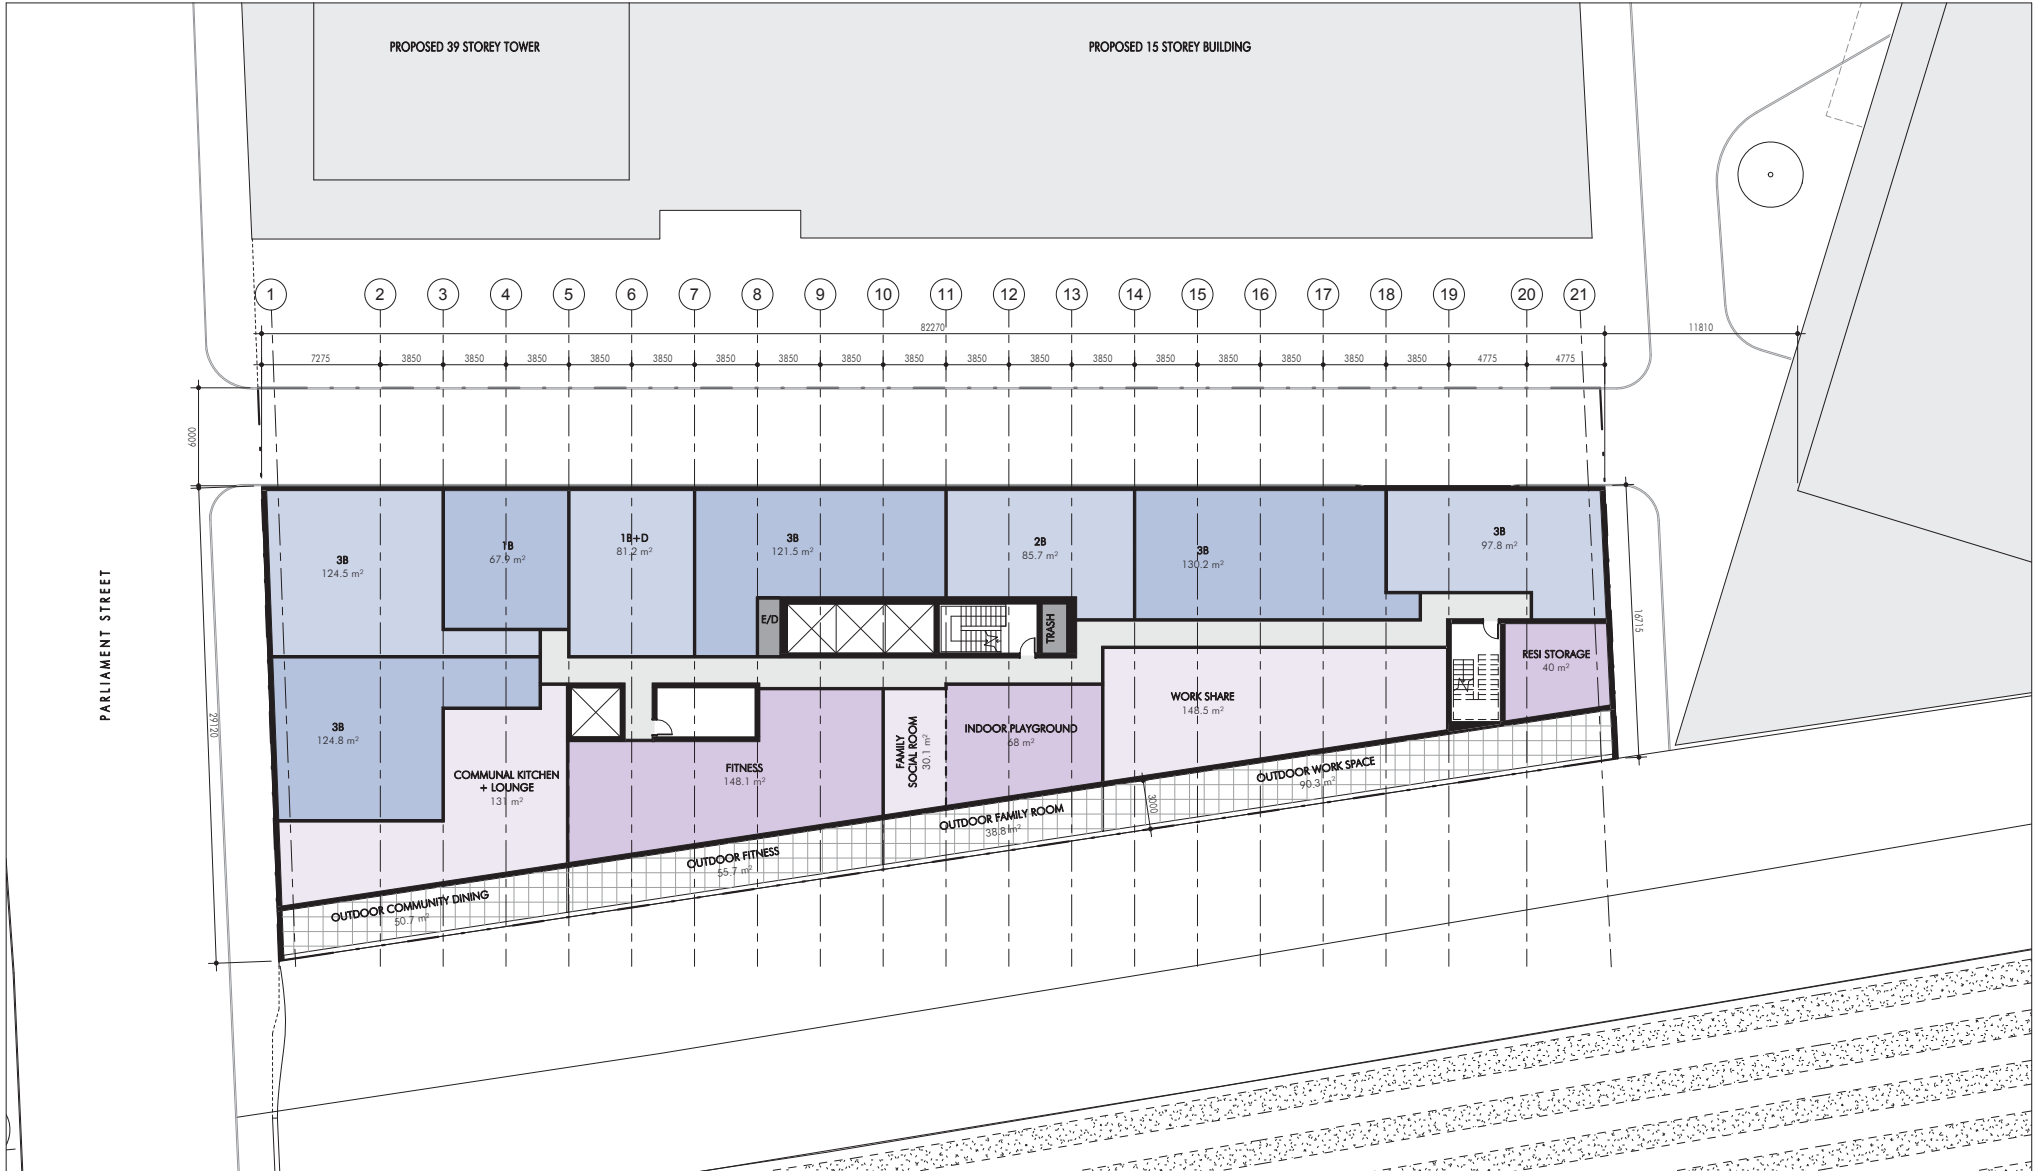 PROPOSED 39 STOREY TOWER
PROPOSED 15 STOREY BUILDING
1 2 3 4 5 6 7 8 9 10 11 12 13 14 15 16 17 18 19 20 21
82270 11810
7275 3850 3850 3850 3850 3850 3850 3850 3850 3850 3850 3850 3850 3850 3850 3850 3850 3850 4775 4775
6000
PARLIAMENT STREET
29120
16715
3B
124.5 m²
1B
67.9 m²
1B+D
81.2 m²
3B
121.5 m²
2B
85.7 m²
3B
130.2 m²
3B
97.8 m²
E/D
TRASH
3B
124.8 m²
COMMUNAL KITCHEN
+ LOUNGE
131 m²
FITNESS
148.1 m²
FAMILY
SOCIAL ROOM
30.1 m²
INDOOR PLAYGROUND
68 m²
WORK SHARE
148.5 m²
RESI STORAGE
40 m²
OUTDOOR COMMUNITY DINING
50.7 m²
OUTDOOR FITNESS
55.7 m²
OUTDOOR FAMILY ROOM
38.8 m²
3000
OUTDOOR WORK SPACE
90.3 m²